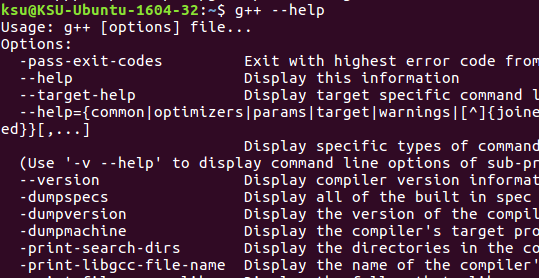 ksu@KSU-Ubuntu-1604-32:~$ g++ --help
Usage: g++ [options] file...
Options:
  -pass-exit-codes         Exit with highest error code from
  --help                   Display this information
  --target-help            Display target specific command l
  --help={common|optimizers|params|target|warnings|[^]{joine
ed}}[,...]
                           Display specific types of command
  (Use '-v --help' to display command line options of sub-pr
  --version                Display compiler version informat
  -dumpspecs               Display all of the built in spec
  -dumpversion             Display the version of the compil
  -dumpmachine             Display the compiler's target pro
  -print-search-dirs       Display the directories in the co
  -print-libgcc-file-name  Display the name of the compiler'